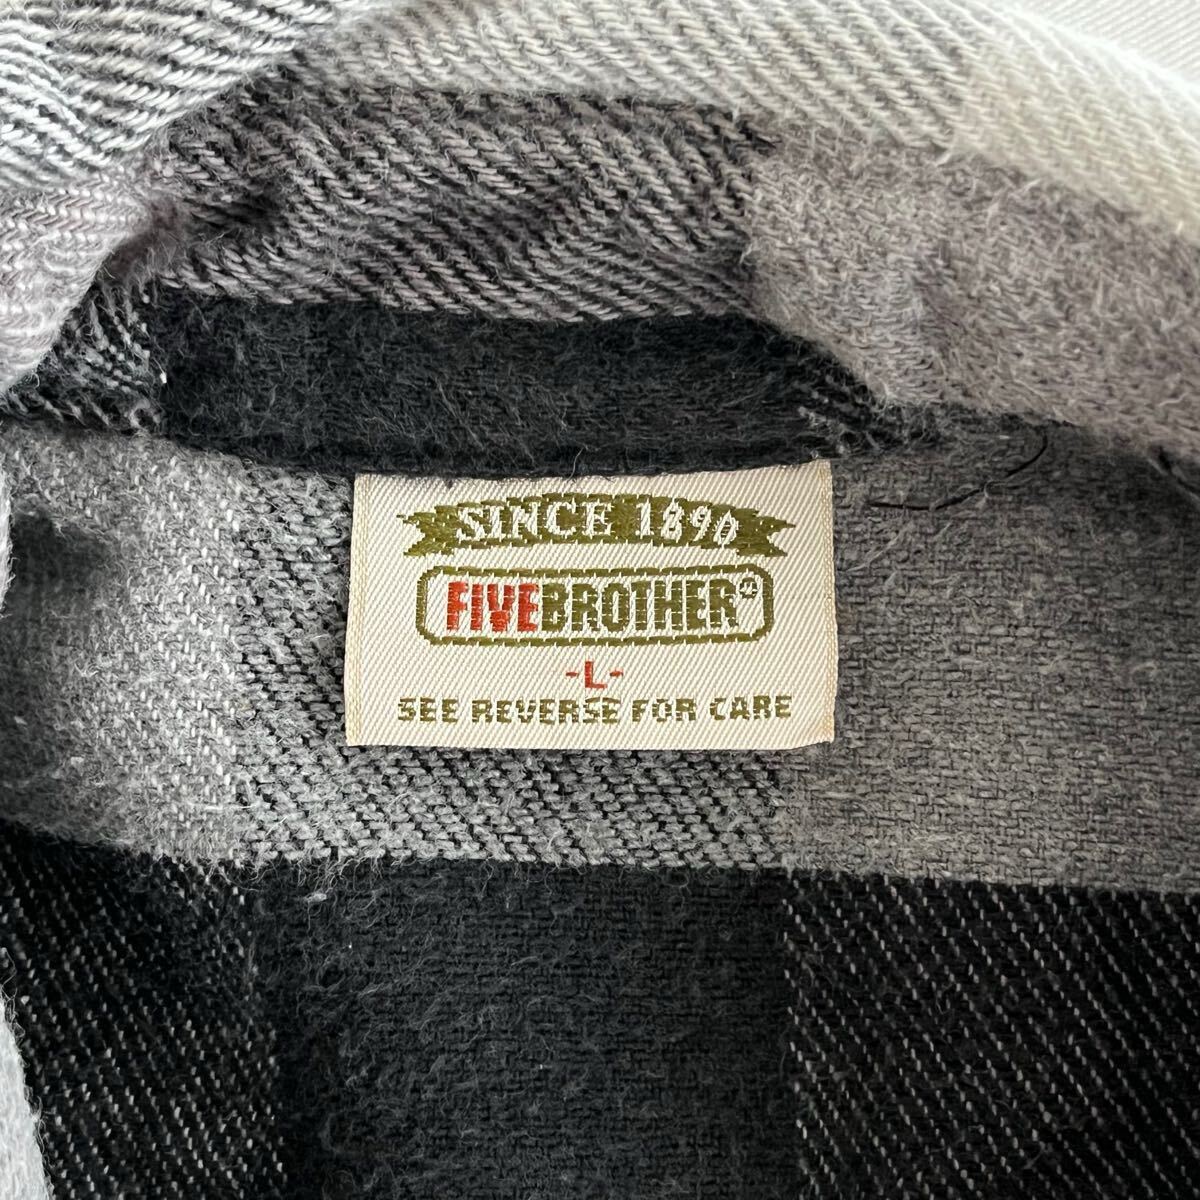 SINCE 1890
FIVEBROTHER®
-L-
SEE REVERSE FOR CARE